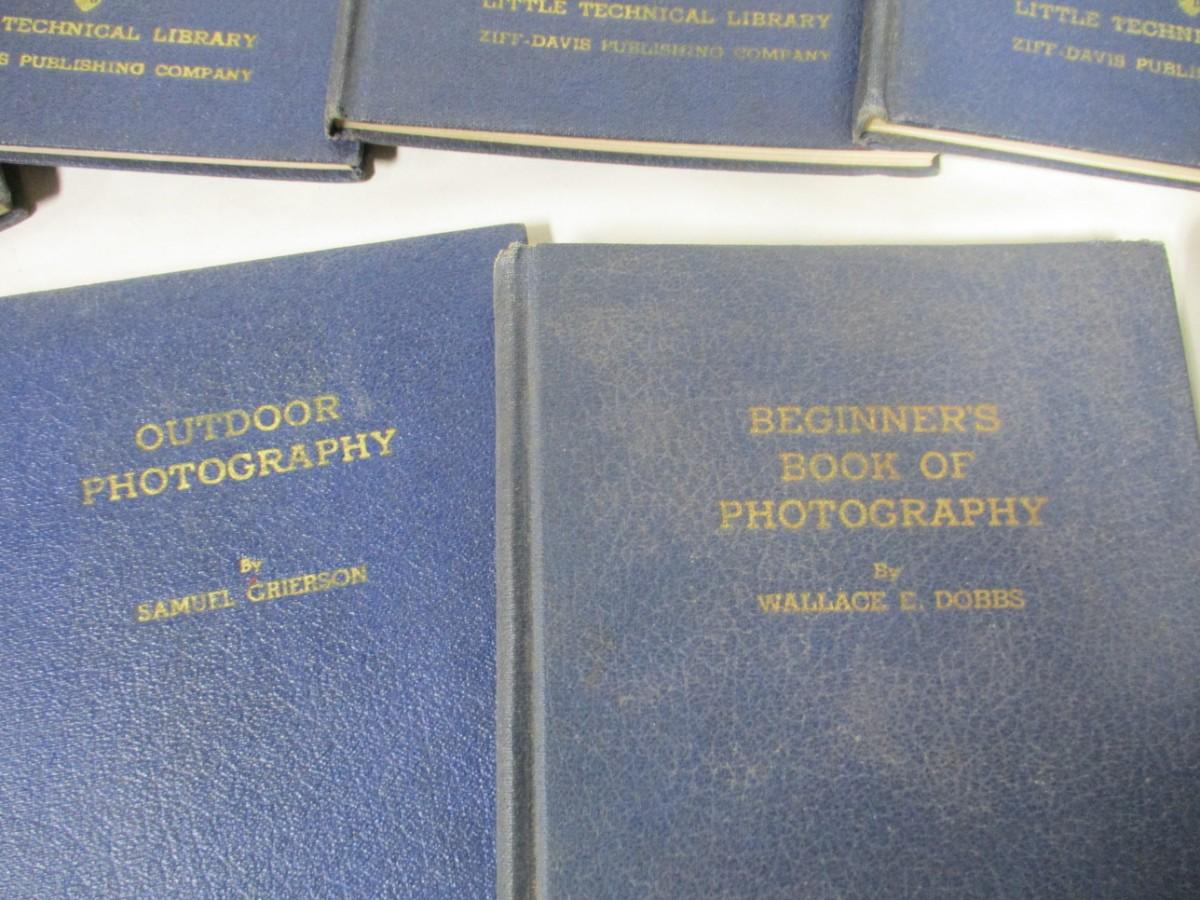 TECHNICAL LIBRARY
S PUBLISHING COMPANY
LITTLE TECHNICAL LIBRARY
ZIFF-DAVIS PUBLISHING COMPANY
LITTLE TECHNI
ZIFF-DAVIS PUBLI
OUTDOOR
PHOTOGRAPHY
By
SAMUEL GRIERSON
BEGINNER'S
BOOK OF
PHOTOGRAPHY
By
WALLACE E. DOBBS